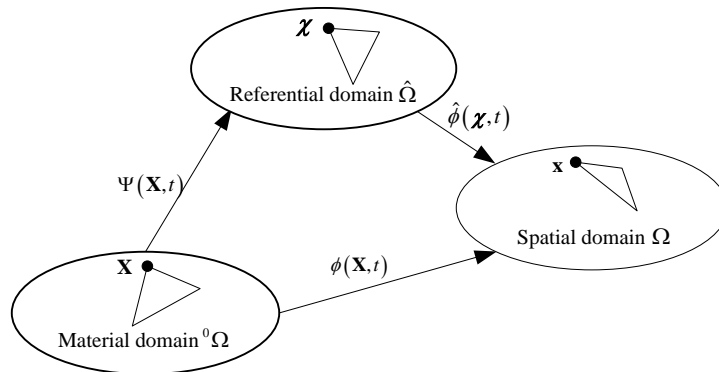 𝛘
Referential domain Ω̂
ϕ̂(𝛘,t)
x
Ψ(X,t)
Spatial domain Ω
X
ϕ(X,t)
Material domain ⁰Ω